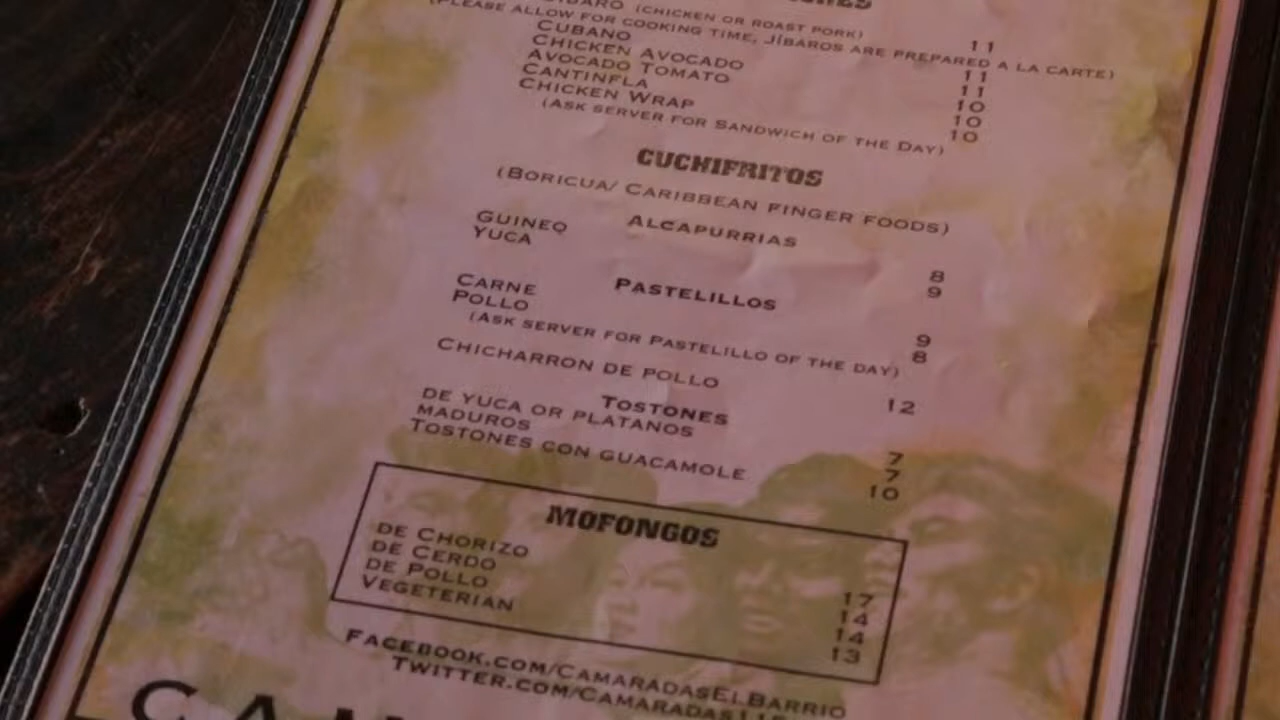 (CHICKEN OR ROAST PORK) 11
(PLEASE ALLOW FOR COOKING TIME, JÍBAROS ARE PREPARED A LA CARTE)
CUBANO 11
CHICKEN AVOCADO 11
AVOCADO TOMATO 10
CANTINFLA 10
CHICKEN WRAP 10
(ASK SERVER FOR SANDWICH OF THE DAY)
CUCHIFRITOS
(BORICUA/ CARIBBEAN FINGER FOODS)
ALCAPURRIAS
GUINEO 8
YUCA 9
PASTELILLOS
CARNE 9
POLLO 8
(ASK SERVER FOR PASTELILLO OF THE DAY)
CHICHARRON DE POLLO 12
TOSTONES
DE YUCA OR PLATANOS 7
MADUROS 7
TOSTONES CON GUACAMOLE 10
MOFONGOS
DE CHORIZO 17
DE CERDO 14
DE POLLO 14
VEGETERIAN 13
FACEBOOK.COM/CAMARADASELBARRIO
TWITTER.COM/CAMARADAS115